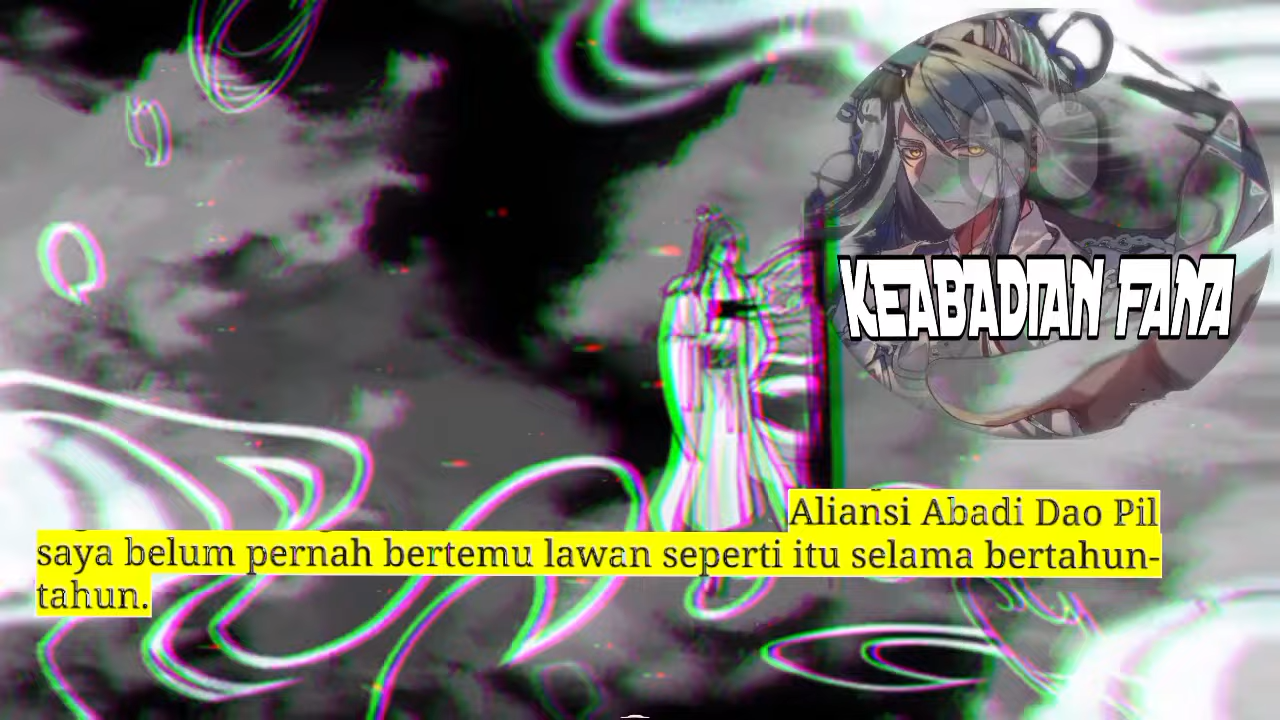 KEABADIAN FANA
Aliansi Abadi Dao Pil
saya belum pernah bertemu lawan seperti itu selama bertahun-
tahun.